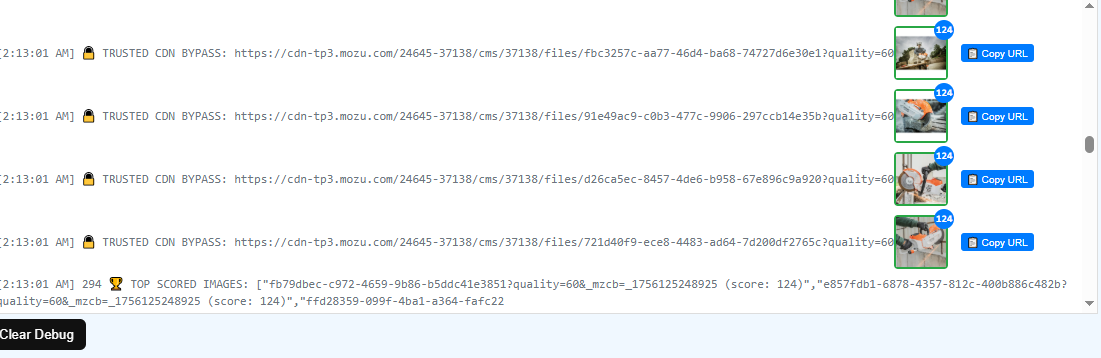 124
[2:13:01 AM] 🔒 TRUSTED CDN BYPASS: https://cdn-tp3.mozu.com/24645-37138/cms/37138/files/fbc3257c-aa77-46d4-ba68-74727d6e30e1?quality=60 📋 Copy URL
124
[2:13:01 AM] 🔒 TRUSTED CDN BYPASS: https://cdn-tp3.mozu.com/24645-37138/cms/37138/files/91e49ac9-c0b3-477c-9906-297ccb14e35b?quality=60 📋 Copy URL
124
[2:13:01 AM] 🔒 TRUSTED CDN BYPASS: https://cdn-tp3.mozu.com/24645-37138/cms/37138/files/d26ca5ec-8457-4de6-b958-67e896c9a920?quality=60 📋 Copy URL
124
[2:13:01 AM] 🔒 TRUSTED CDN BYPASS: https://cdn-tp3.mozu.com/24645-37138/cms/37138/files/721d40f9-ece8-4483-ad64-7d200df2765c?quality=60 📋 Copy URL
[2:13:01 AM] 294 🏆 TOP SCORED IMAGES: ["fb79dbec-c972-4659-9b86-b5ddc41e3851?quality=60&_mzcb=_1756125248925 (score: 124)","e857fdb1-6878-4357-812c-400b886c482b?
quality=60&_mzcb=_1756125248925 (score: 124)","ffd28359-099f-4ba1-a364-fafc22
Clear Debug